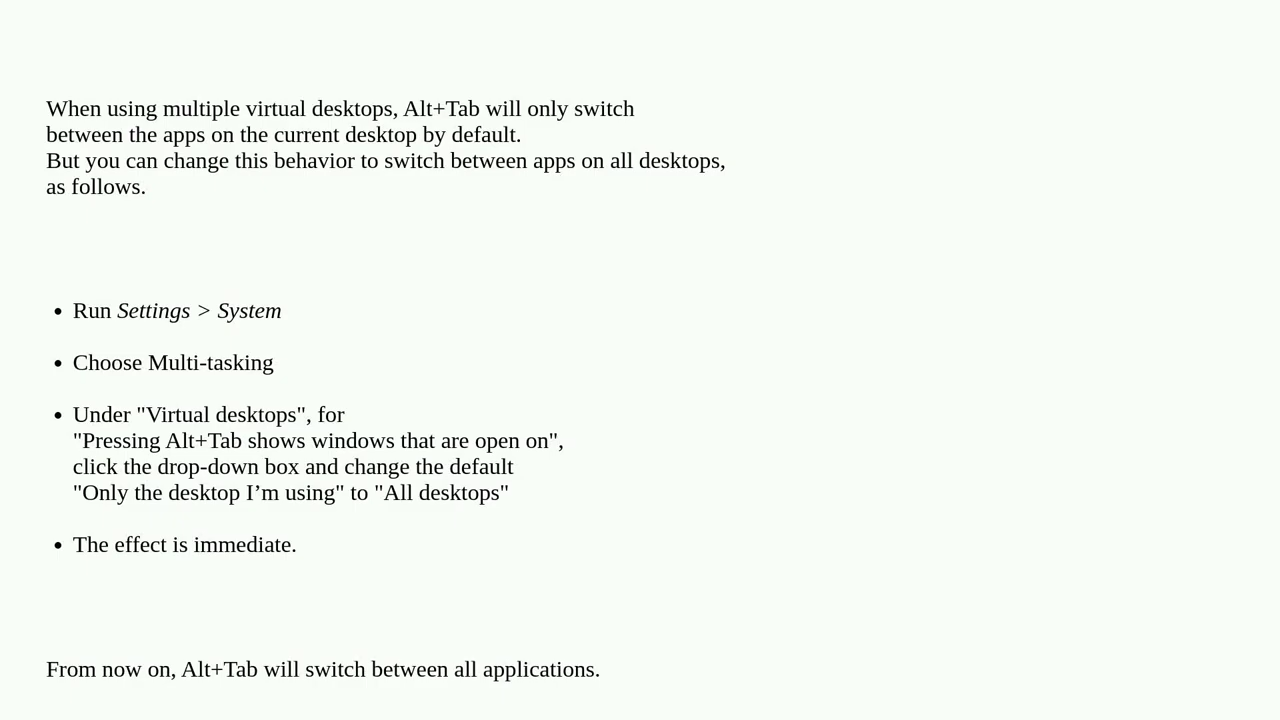 When using multiple virtual desktops, Alt+Tab will only switch
between the apps on the current desktop by default.
But you can change this behavior to switch between apps on all desktops,
as follows.
• Run Settings > System
• Choose Multi-tasking
• Under "Virtual desktops", for
"Pressing Alt+Tab shows windows that are open on",
click the drop-down box and change the default
"Only the desktop I’m using" to "All desktops"
• The effect is immediate.
From now on, Alt+Tab will switch between all applications.